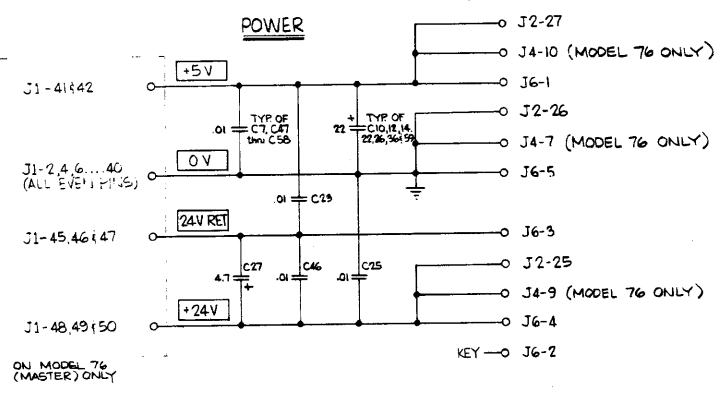 POWER
J2-27
J4-10 (MODEL 76 ONLY)
J1-41 & 42
+5V
J6-1
J2-26
.01
TYP. OF
C7, C47
thru C58
+
22
TYP. OF
C10,12,14.
22,26,36 & 59
J4-7 (MODEL 76 ONLY)
J1-2,4,6....40
(ALL EVEN PINS)
0V
J6-5
.01
C23
24V RET
J1-45,46 & 47
J6-3
4.7
C27
+
.01
C46
.01
C25
J2-25
J4-9 (MODEL 76 ONLY)
+24V
J1-48,49 & 50
J6-4
KEY
J6-2
ON MODEL 76
(MASTER) ONLY